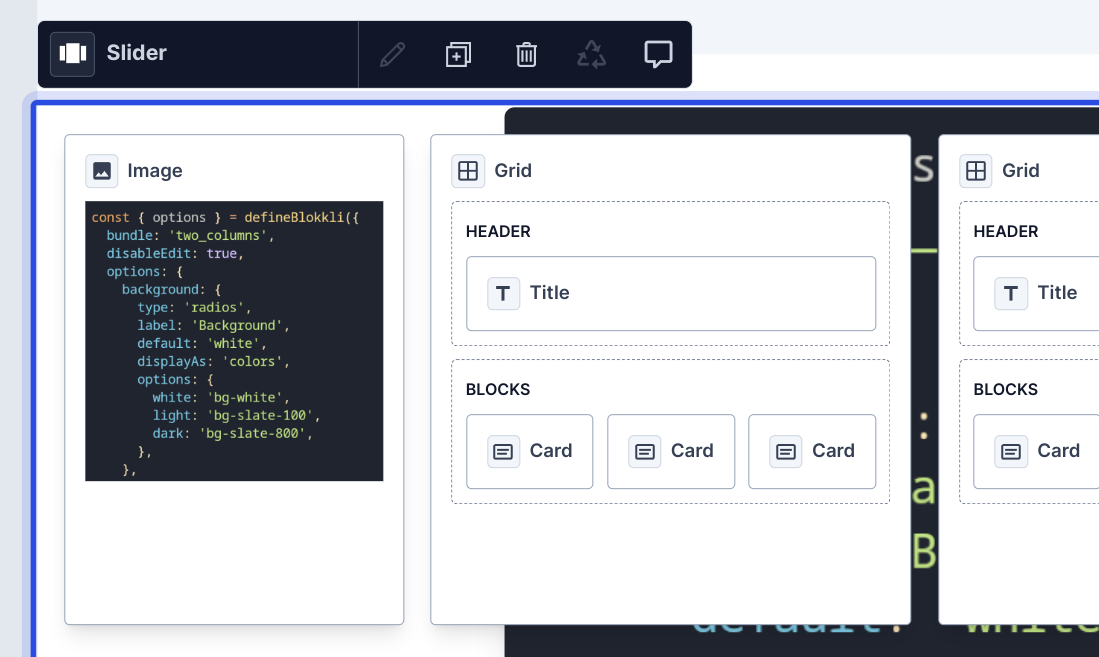 Slider
Image
const { options } = defineBlokkli({
bundle: 'two_columns',
disableEdit: true,
options: {
background: {
type: 'radios',
label: 'Background',
default: 'white',
displayAs: 'colors',
options: {
white: 'bg-white',
light: 'bg-slate-100',
dark: 'bg-slate-800',
},
},
Grid
HEADER
Title
BLOCKS
Card
Card
Card
s
:
a
B
default:
Grid
HEADER
Title
BLOCKS
Card